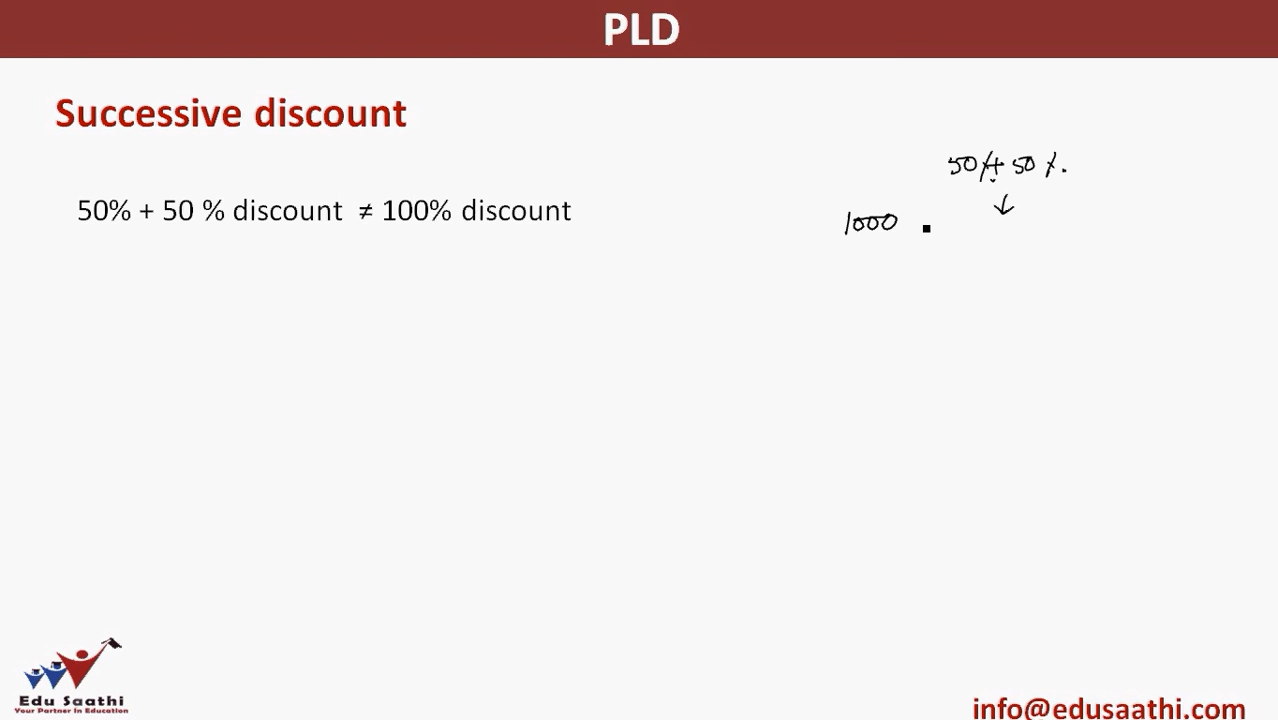 PLD
Successive discount
50% + 50%.
50% + 50 % discount ≠ 100% discount
1000
Edu Saathi
Your Partner In Education
info@edusaathi.com